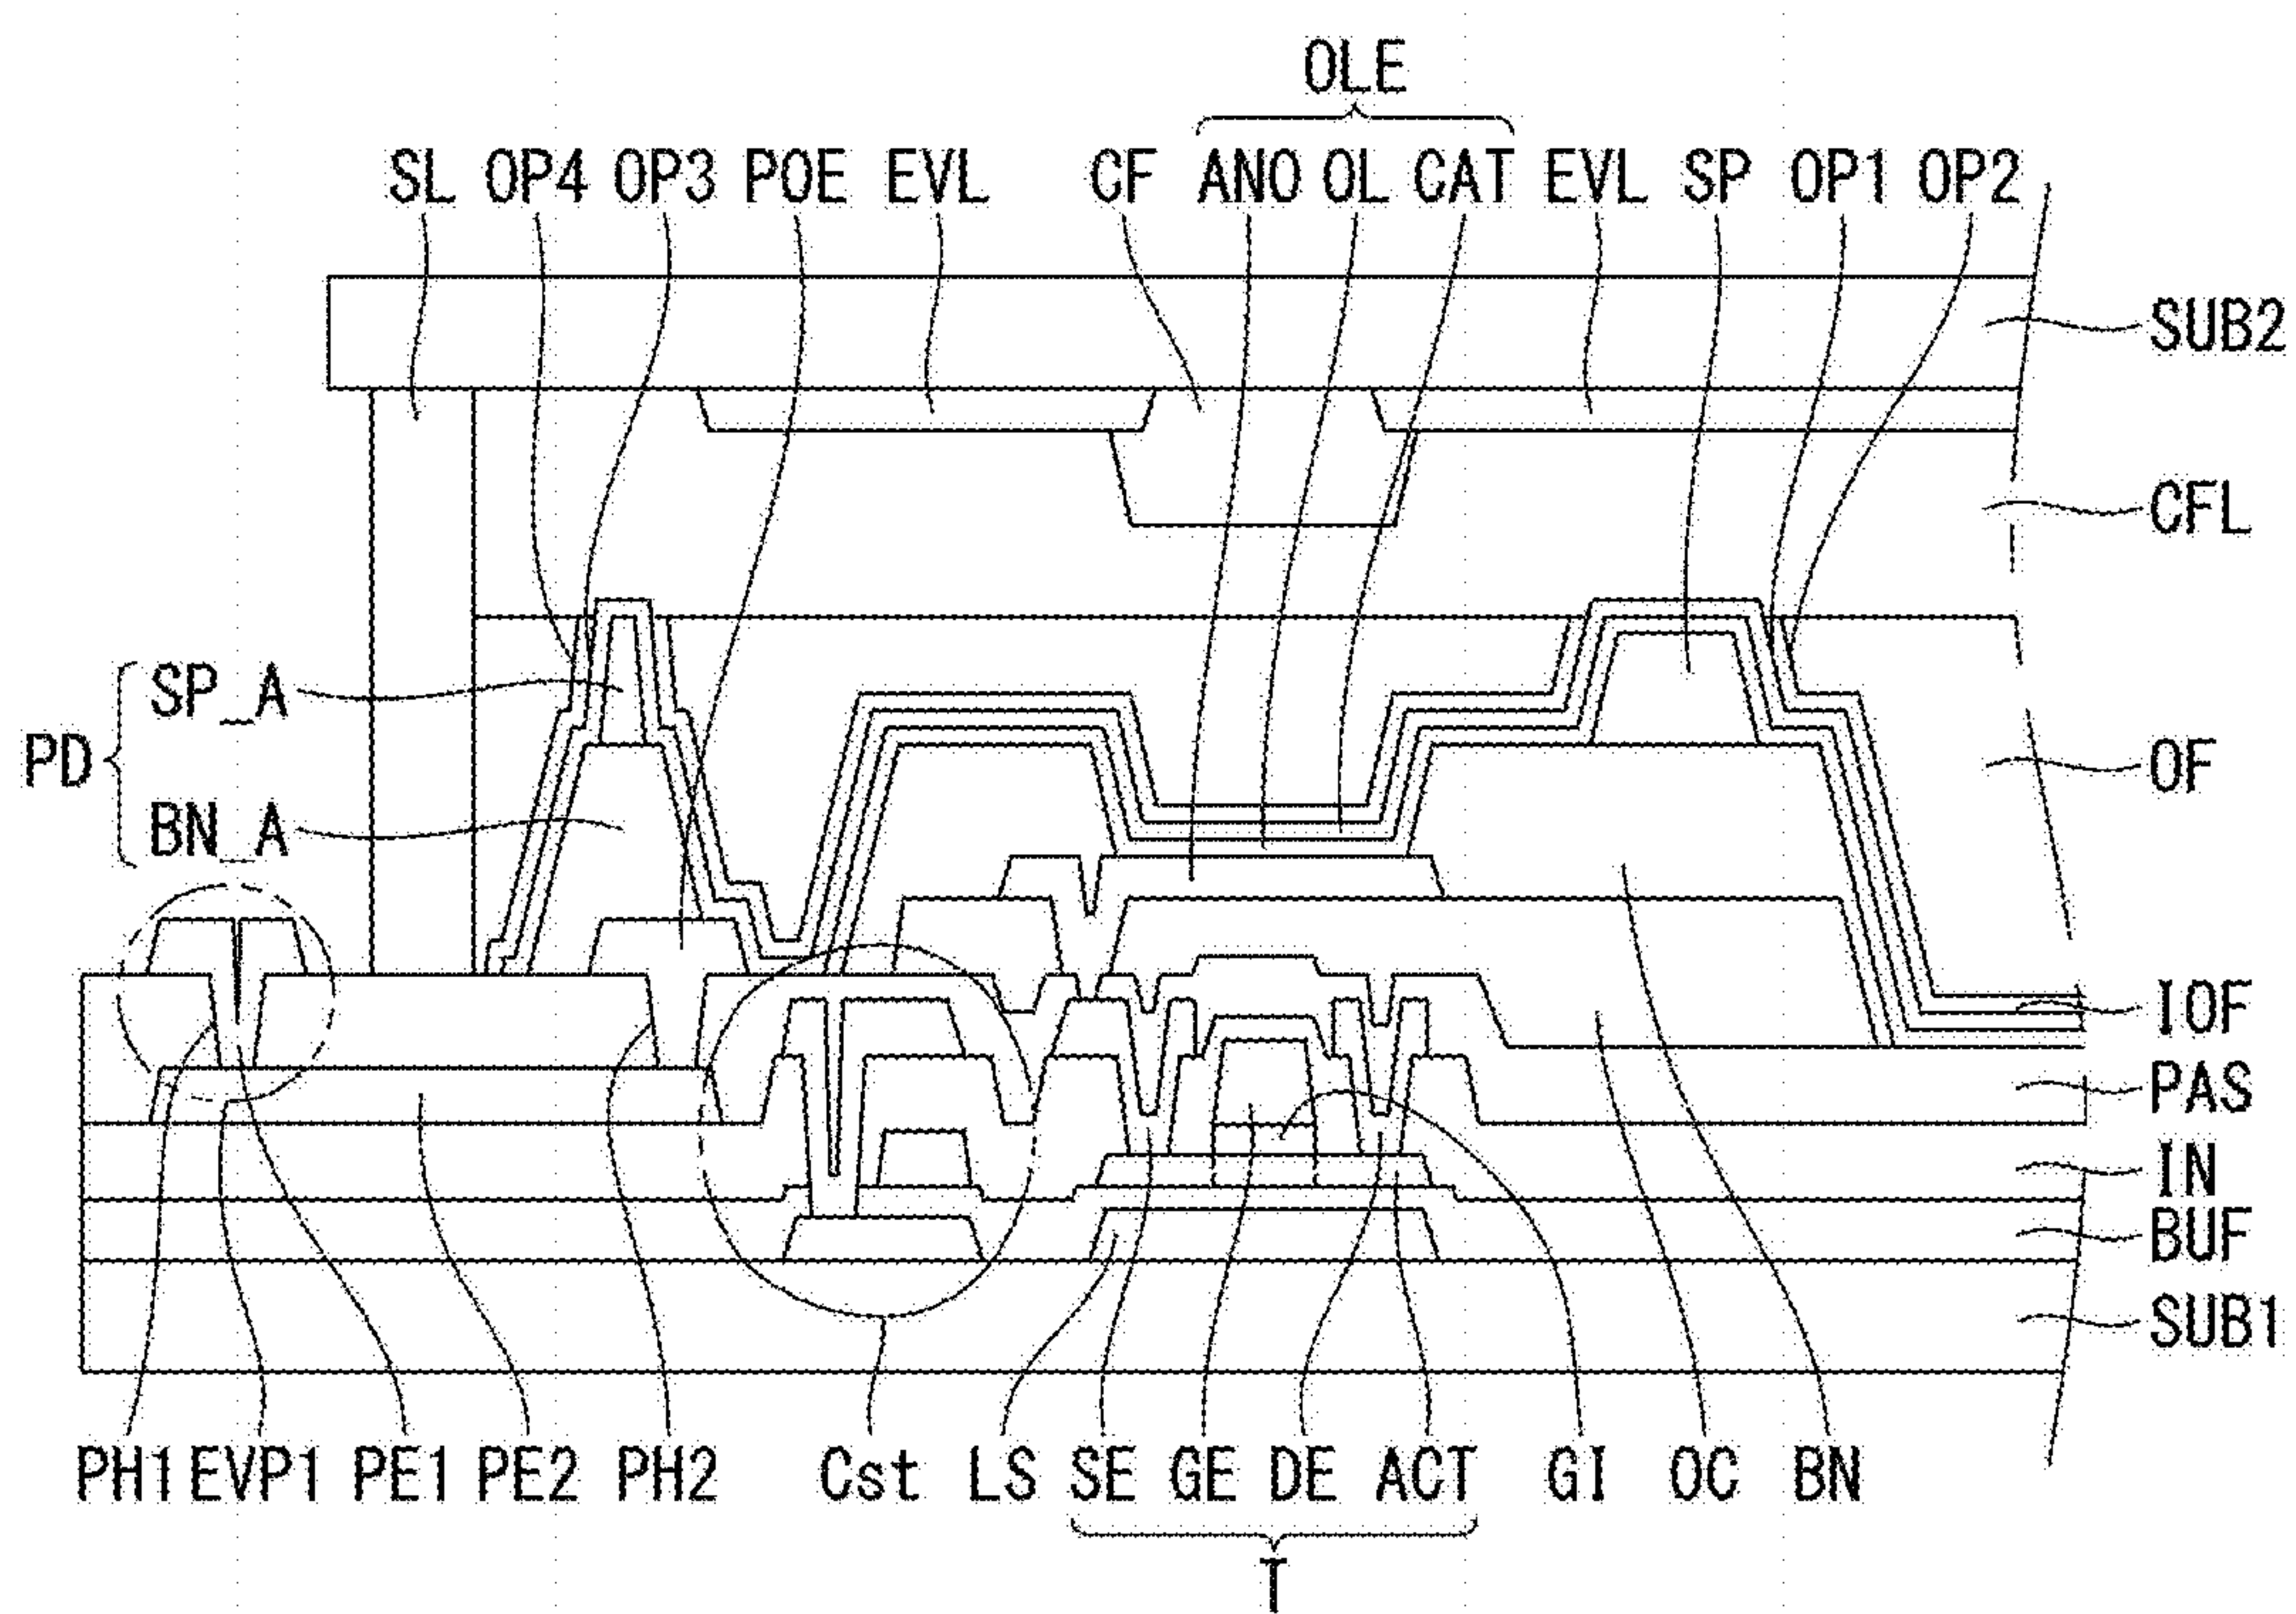 OLE
SL OP4 OP3 POE EVL CF ANO OL CAT EVL SP OP1 OP2
SUB2
CFL
SP_A
PD
BN_A
OF
IOF
PAS
IN
BUF
SUB1
PH1 EVP1 PE1 PE2 PH2 Cst LS SE GE DE ACT GI OC BN
T